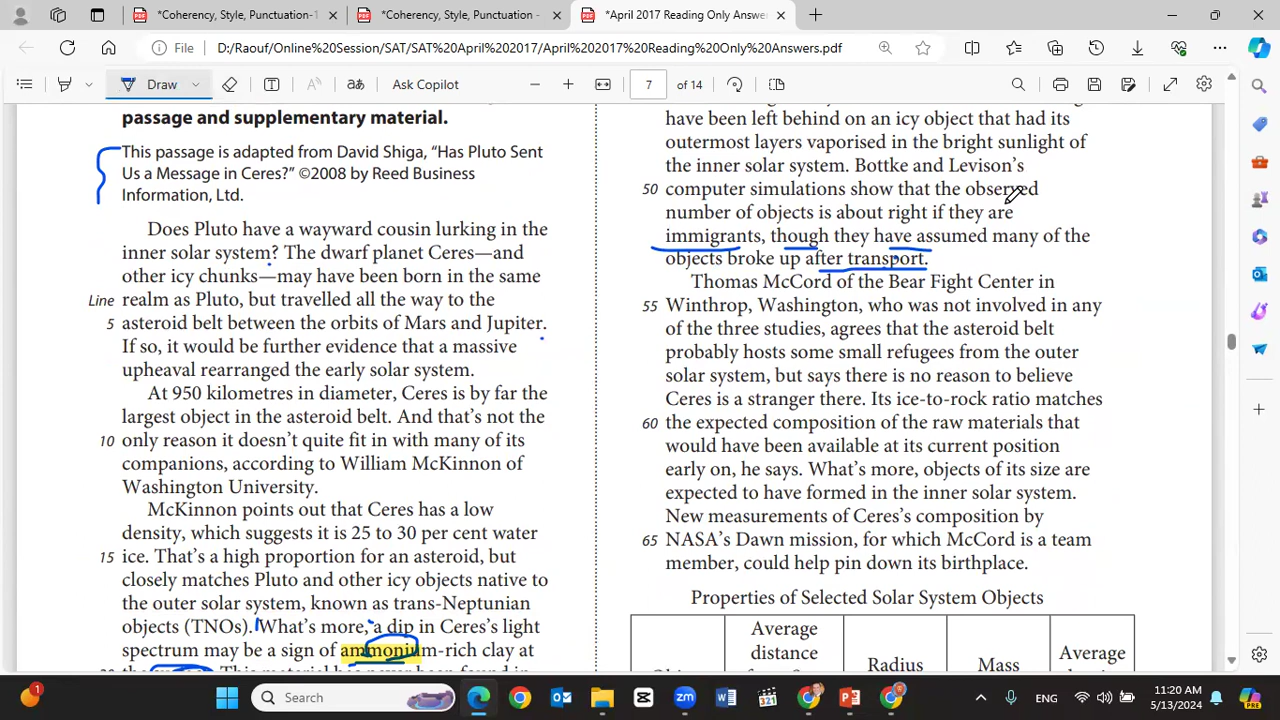 *Coherency, Style, Punctuation-1
*Coherency, Style, Punctuation -
*April 2017 Reading Only Answer
File
D:/Raouf/Online%20Session/SAT/SAT%20April%202017/April%202017%20Reading%20Only%20Answers.pdf
Draw
Ask Copilot
7
of 14
passage and supplementary material.
This passage is adapted from David Shiga, “Has Pluto Sent
Us a Message in Ceres?” ©2008 by Reed Business
Information, Ltd.
Does Pluto have a wayward cousin lurking in the
inner solar system? The dwarf planet Ceres—and
other icy chunks—may have been born in the same
Line realm as Pluto, but travelled all the way to the
5 asteroid belt between the orbits of Mars and Jupiter.
If so, it would be further evidence that a massive
upheaval rearranged the early solar system.
At 950 kilometres in diameter, Ceres is by far the
largest object in the asteroid belt. And that’s not the
10 only reason it doesn’t quite fit in with many of its
companions, according to William McKinnon of
Washington University.
McKinnon points out that Ceres has a low
density, which suggests it is 25 to 30 per cent water
15 ice. That’s a high proportion for an asteroid, but
closely matches Pluto and other icy objects native to
the outer solar system, known as trans-Neptunian
objects (TNOs). What’s more, a dip in Ceres’s light
spectrum may be a sign of ammonium-rich clay at
have been left behind on an icy object that had its
outermost layers vaporised in the bright sunlight of
the inner solar system. Bottke and Levison’s
50 computer simulations show that the observed
number of objects is about right if they are
immigrants, though they have assumed many of the
objects broke up after transport.
Thomas McCord of the Bear Fight Center in
55 Winthrop, Washington, who was not involved in any
of the three studies, agrees that the asteroid belt
probably hosts some small refugees from the outer
solar system, but says there is no reason to believe
Ceres is a stranger there. Its ice-to-rock ratio matches
60 the expected composition of the raw materials that
would have been available at its current position
early on, he says. What’s more, objects of its size are
expected to have formed in the inner solar system.
New measurements of Ceres’s composition by
65 NASA’s Dawn mission, for which McCord is a team
member, could help pin down its birthplace.
Properties of Selected Solar System Objects
Average
distance
Radius
Mass
Average
1
Search
321
ENG
11:20 AM
5/13/2024